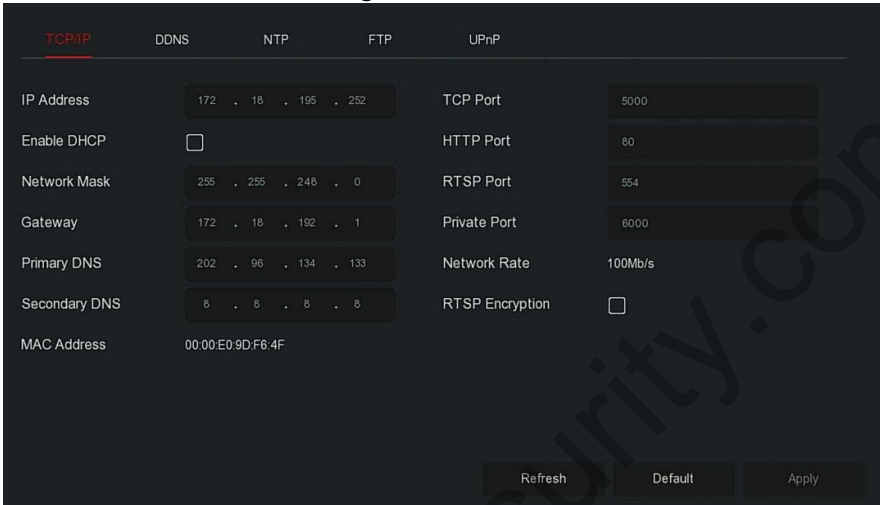 TCP/IP DDNS NTP FTP UPnP
IP Address 172 . 18 . 195 . 252 TCP Port 5000
Enable DHCP HTTP Port 80
Network Mask 255 . 255 . 248 . 0 RTSP Port 554
Gateway 172 . 18 . 192 . 1 Private Port 6000
Primary DNS 202 . 96 . 134 . 133 Network Rate 100Mb/s
Secondary DNS 8 . 8 . 8 . 8 RTSP Encryption
MAC Address 00:00:E0:9D:F6:4F
Refresh Default Apply